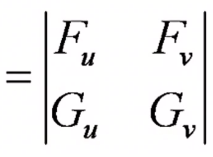 = | F_u F_v |
| G_u G_v |